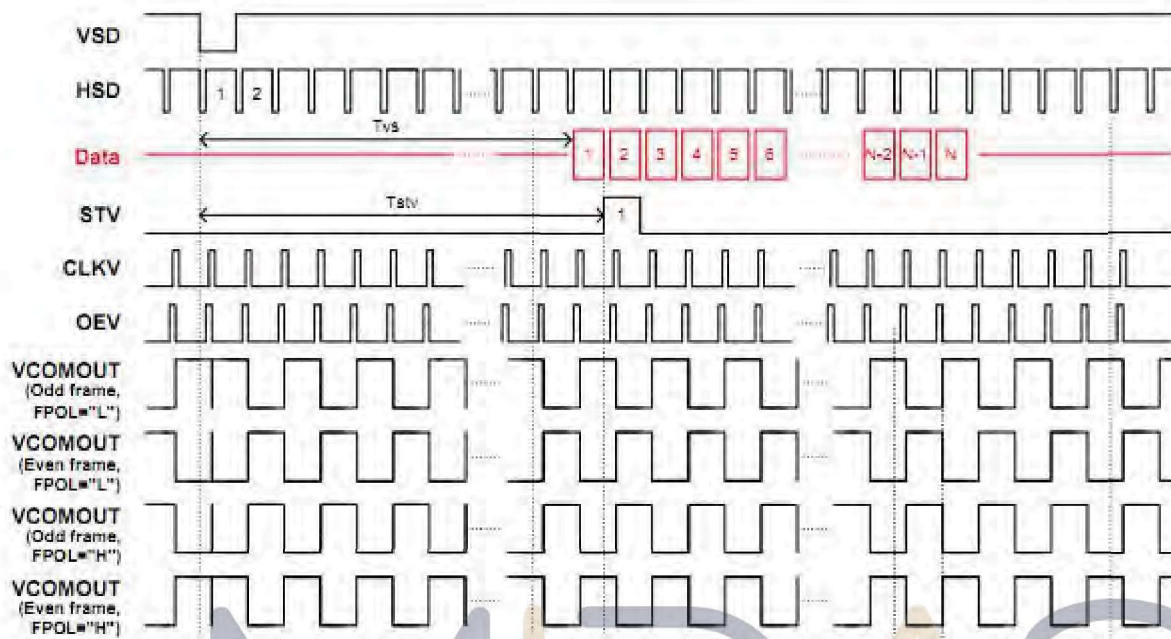 VSD
HSD
1 2
Tvs
Data
1 2 3 4 5 6 N-2 N-1 N
Tstv
STV
1
CLKV
OEV
VCOMOUT
(Odd frame,
FPOL="L")
VCOMOUT
(Even frame,
FPOL="L")
VCOMOUT
(Odd frame,
FPOL="H")
VCOMOUT
(Even frame,
FPOL="H")